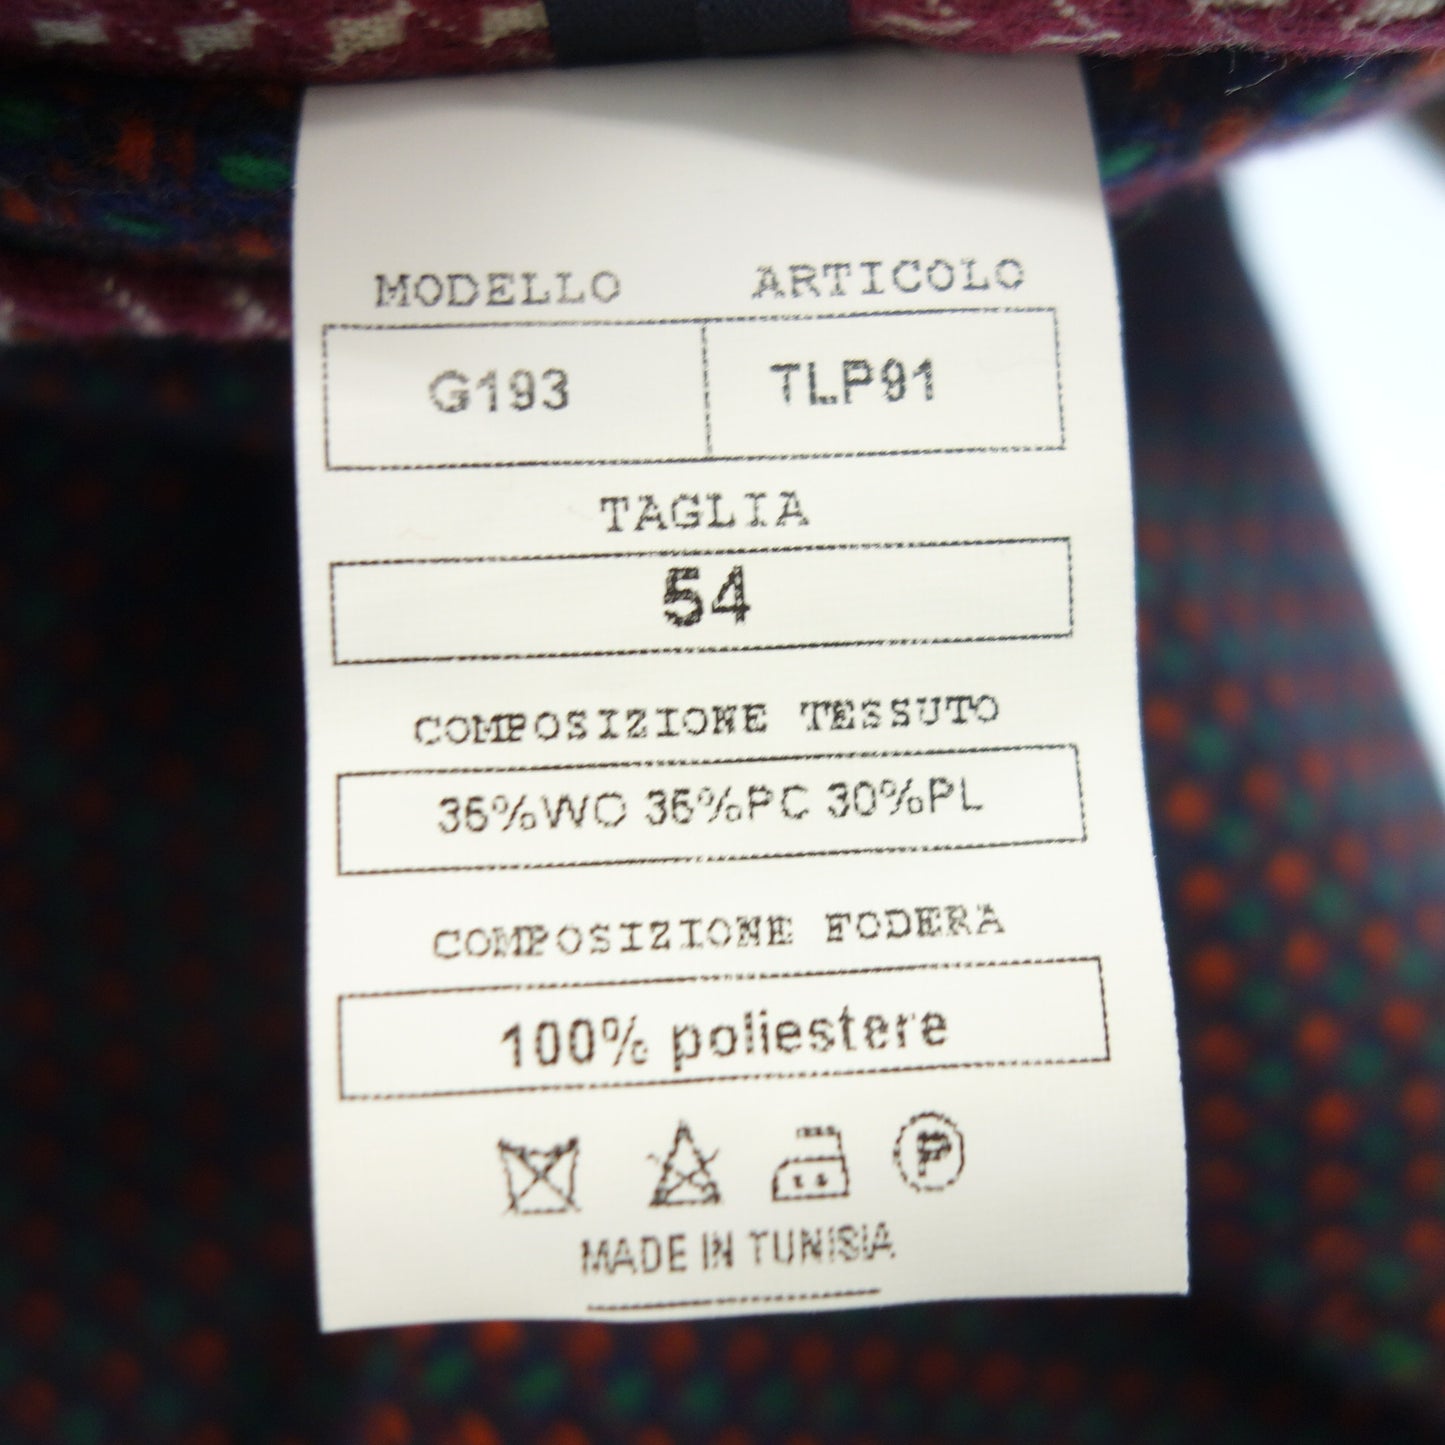 MODELLO ARTICOLO
G193 TLP91
TAGLIA
54
COMPOSIZIONE TESSUTO
35%WO 35%PC 30%PL
COMPOSIZIONE FODERA
100% poliestere
P
MADE IN TUNISIA